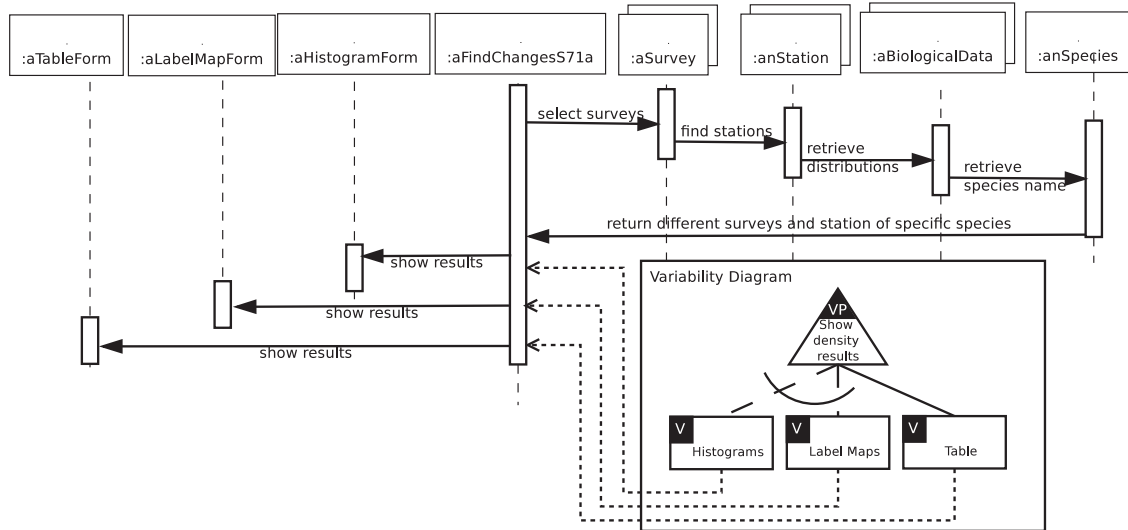 :aTableForm
:aLabelMapForm
:aHistogramForm
:aFindChangesS71a
:aSurvey
:anStation
:aBiologicalData
:anSpecies
select surveys
find stations
retrieve
distributions
retrieve
species name
return different surveys and station of specific species
show results
show results
show results
Variability Diagram
VP
Show
density
results
V
Histograms
V
Label Maps
V
Table